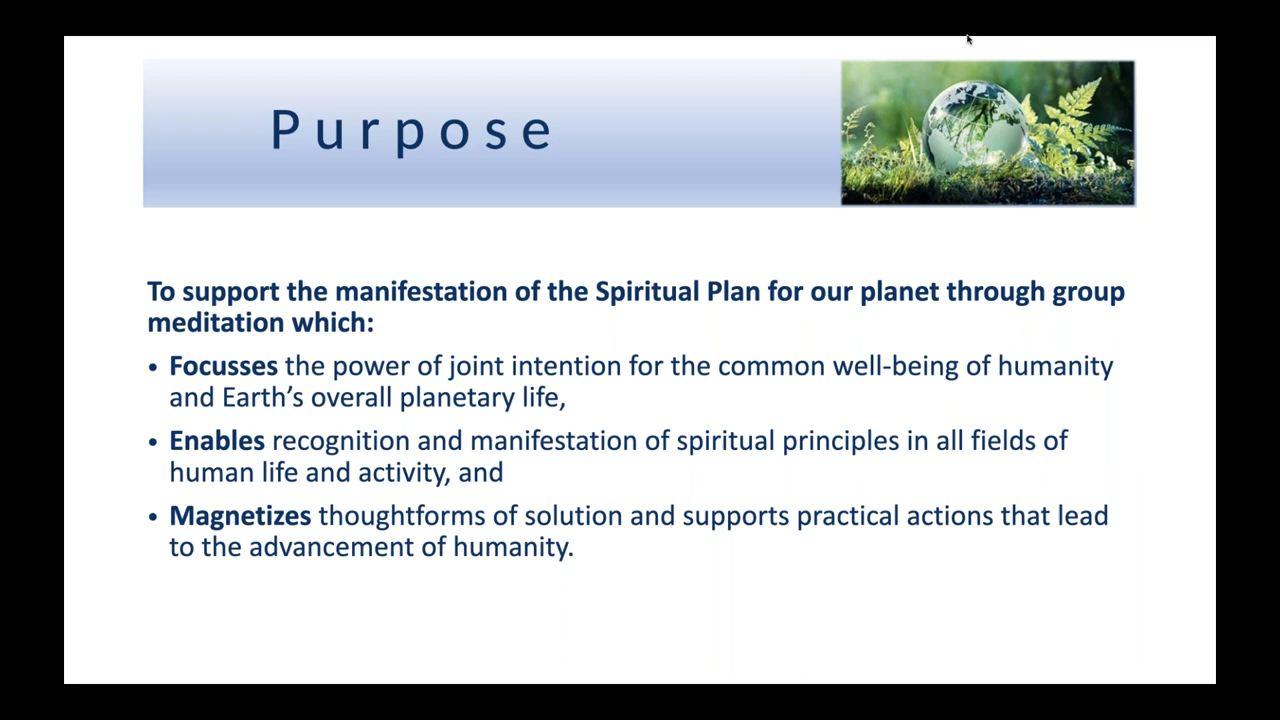 Purpose
To support the manifestation of the Spiritual Plan for our planet through group
meditation which:
• Focusses the power of joint intention for the common well-being of humanity
and Earth’s overall planetary life,
• Enables recognition and manifestation of spiritual principles in all fields of
human life and activity, and
• Magnetizes thoughtforms of solution and supports practical actions that lead
to the advancement of humanity.